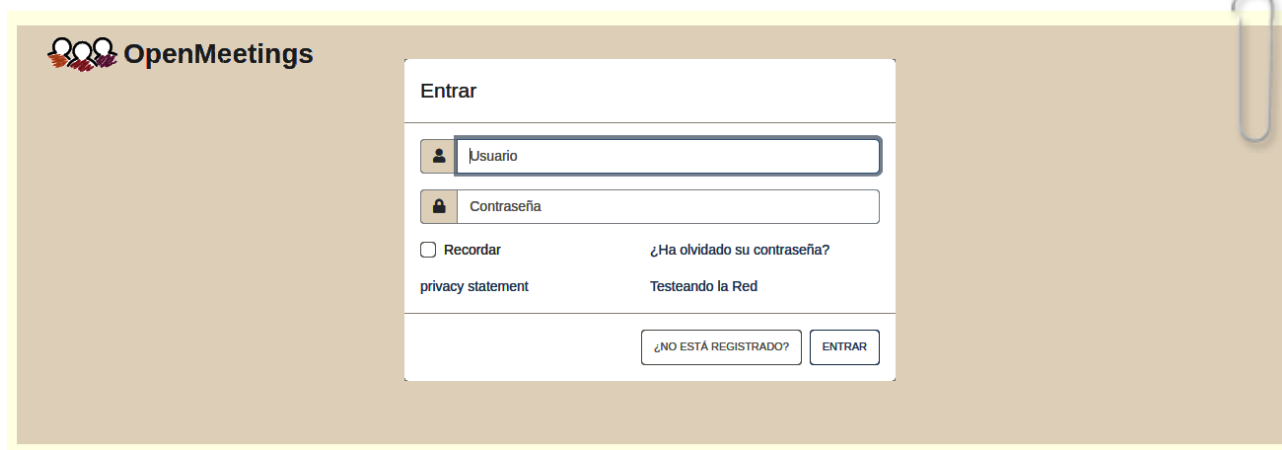 OpenMeetings
Entrar
Usuario
Contraseña
Recordar
¿Ha olvidado su contraseña?
privacy statement
Testeando la Red
¿NO ESTÁ REGISTRADO?
ENTRAR